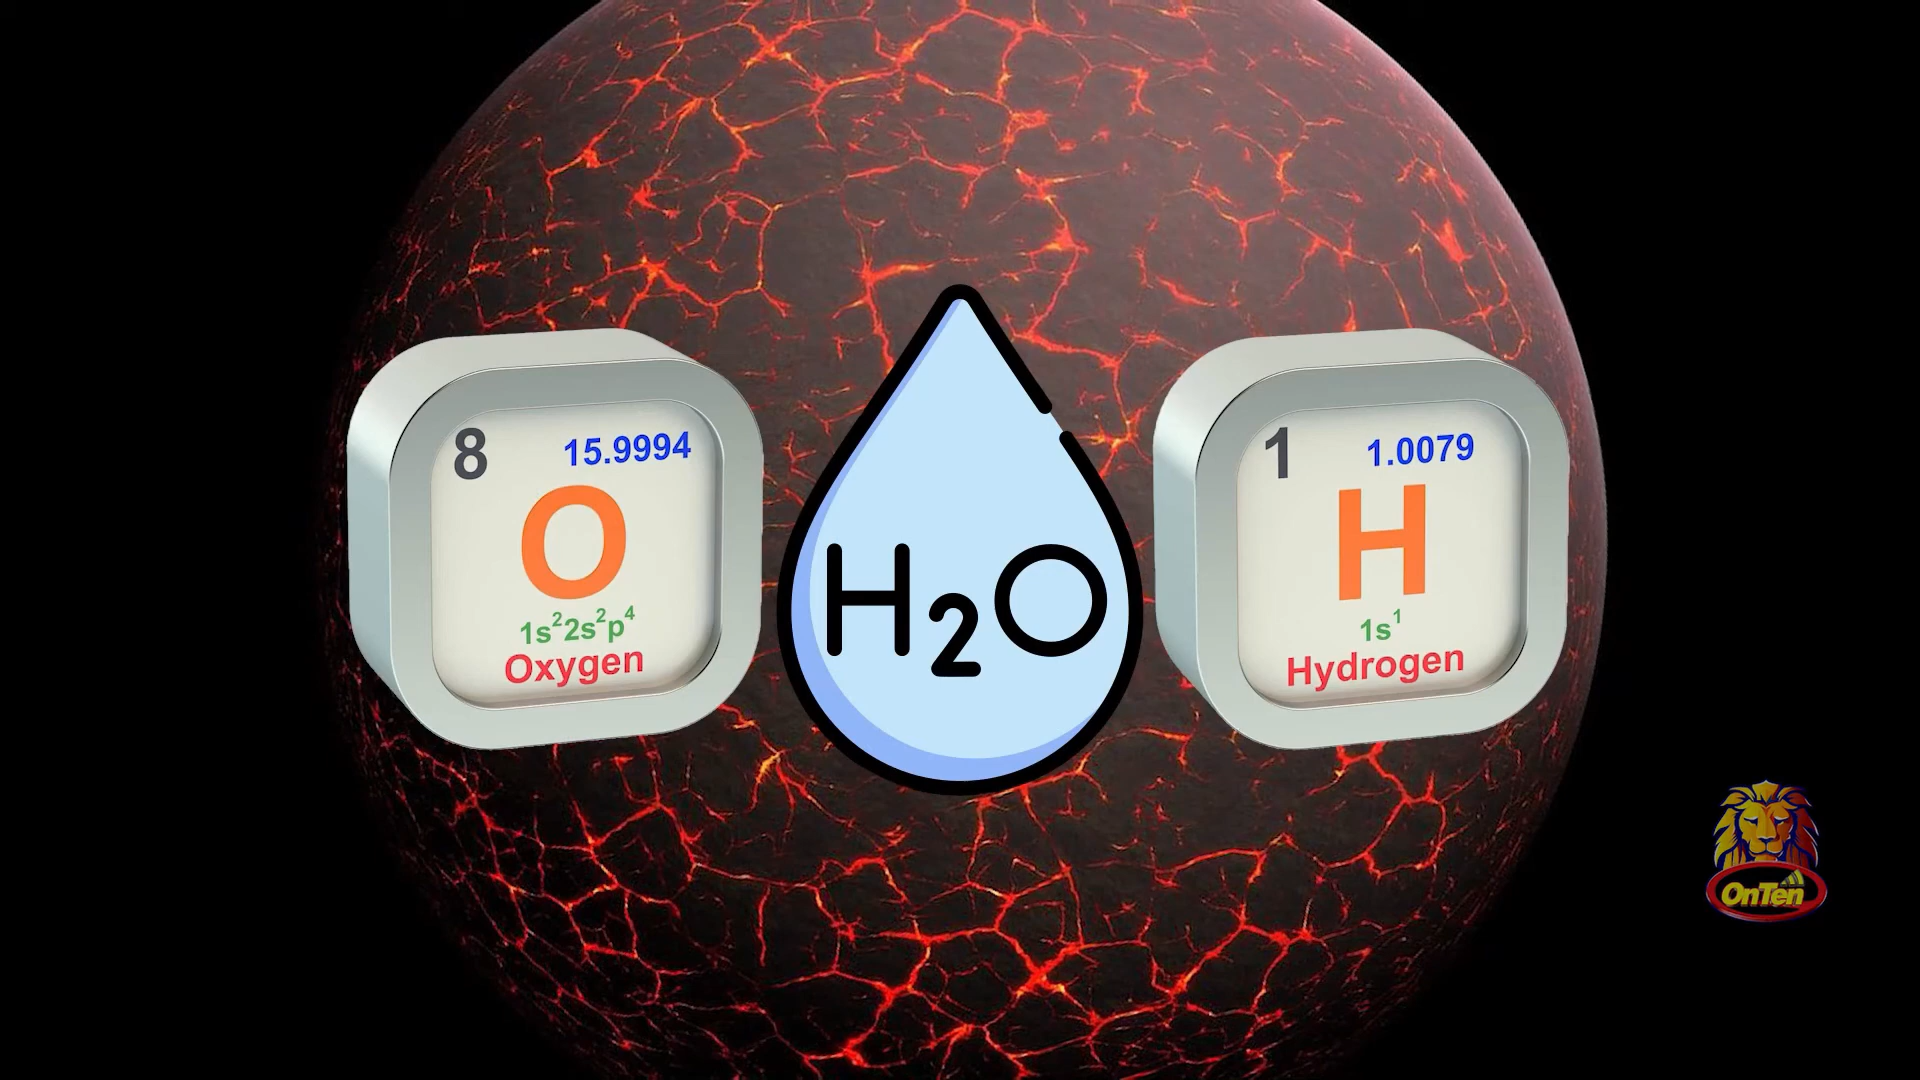 8 15.9994
O
1s²2s²p⁴
Oxygen
H₂O
1 1.0079
H
1s¹
Hydrogen
OnTen